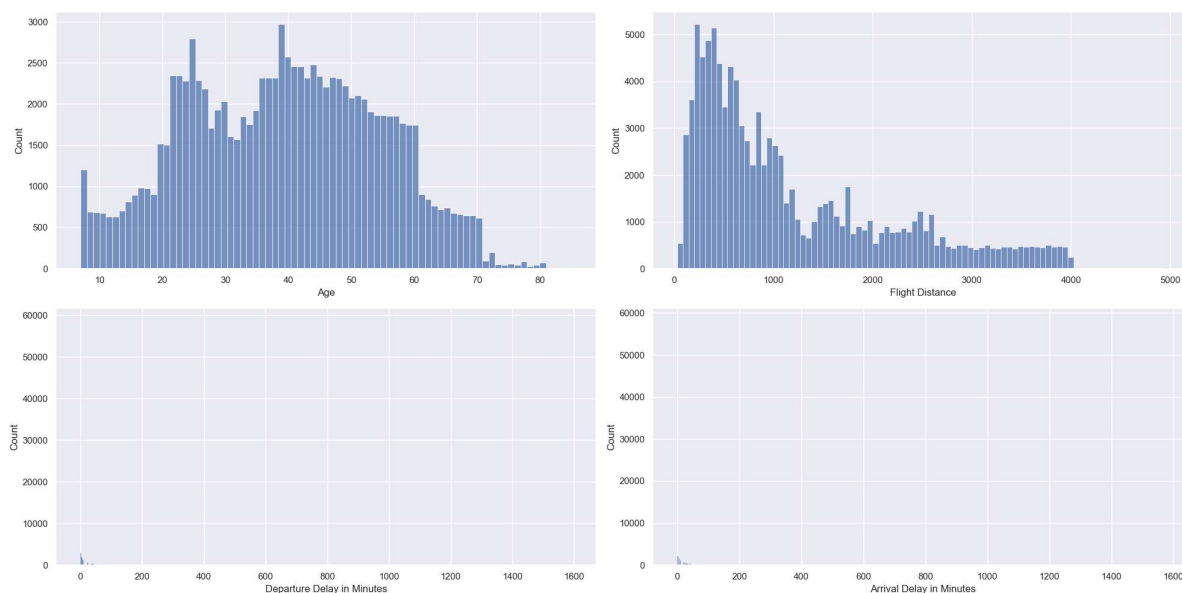 3000
2500
2000
1500
1000
500
0
Count
10 20 30 40 50 60 70 80
Age
5000
4000
3000
2000
1000
0
Count
0 1000 2000 3000 4000 5000
Flight Distance
60000
50000
40000
30000
20000
10000
0
Count
0 200 400 600 800 1000 1200 1400 1600
Departure Delay in Minutes
60000
50000
40000
30000
20000
10000
0
Count
0 200 400 600 800 1000 1200 1400 1600
Arrival Delay in Minutes